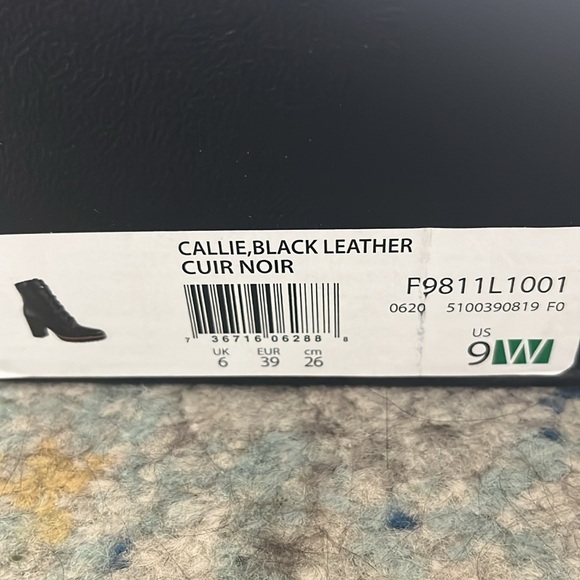 CALLIE,BLACK LEATHER
CUIR NOIR
F9811L1001
0620 5100390819 F0
7 36716 06288 8
UK EUR cm
6 39 26
US
9 W